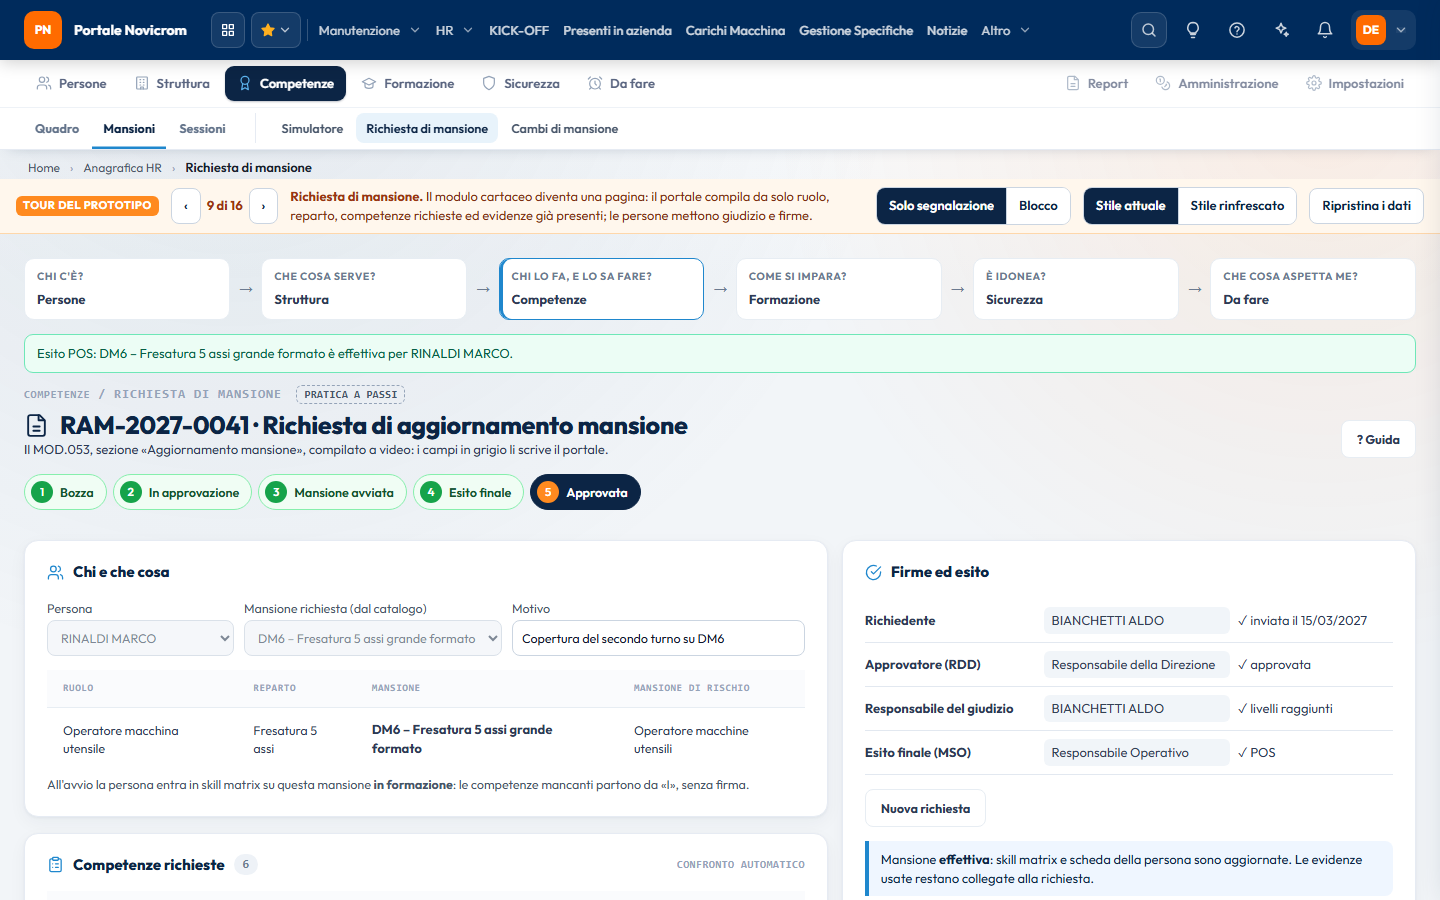 PN Portale Novicrom Manutenzione HR KICK-OFF Presenti in azienda Carichi Macchina Gestione Specifiche Notizie Altro DE
Persone Struttura Competenze Formazione Sicurezza Da fare Report Amministrazione Impostazioni
Quadro Mansioni Sessioni Simulatore Richiesta di mansione Cambi di mansione
Home › Anagrafica HR › Richiesta di mansione
TOUR DEL PROTOTIPO ‹ 9 di 16 ›
Richiesta di mansione. Il modulo cartaceo diventa una pagina: il portale compila da solo ruolo,
reparto, competenze richieste ed evidenze già presenti; le persone mettono giudizio e firme.
Solo segnalazione Blocco Stile attuale Stile rinfrescato Ripristina i dati
CHI C'È?
Persone
→
CHE COSA SERVE?
Struttura
→
CHI LO FA, E LO SA FARE?
Competenze
→
COME SI IMPARA?
Formazione
→
È IDONEA?
Sicurezza
→
CHE COSA ASPETTA ME?
Da fare
Esito POS: DM6 – Fresatura 5 assi grande formato è effettiva per RINALDI MARCO.
COMPETENZE / RICHIESTA DI MANSIONE PRATICA A PASSI
RAM-2027-0041 · Richiesta di aggiornamento mansione
Il MOD.053, sezione «Aggiornamento mansione», compilato a video: i campi in grigio li scrive il portale.
? Guida
1 Bozza 2 In approvazione 3 Mansione avviata 4 Esito finale 5 Approvata
Chi e che cosa
Persona Mansione richiesta (dal catalogo) Motivo
RINALDI MARCO DM6 – Fresatura 5 assi grande formato Copertura del secondo turno su DM6
RUOLO REPARTO MANSIONE MANSIONE DI RISCHIO
Operatore macchina utensile
Fresatura 5 assi
DM6 – Fresatura 5 assi grande formato
Operatore macchine utensili
All'avvio la persona entra in skill matrix su questa mansione in formazione: le competenze mancanti partono da «I», senza firma.
Competenze richieste 6 CONFRONTO AUTOMATICO
Firme ed esito
Richiedente BIANCHETTI ALDO ✓ inviata il 15/03/2027
Approvatore (RDD) Responsabile della Direzione ✓ approvata
Responsabile del giudizio BIANCHETTI ALDO ✓ livelli raggiunti
Esito finale (MSO) Responsabile Operativo ✓ POS
Nuova richiesta
Mansione effettiva: skill matrix e scheda della persona sono aggiornate. Le evidenze
usate restano collegate alla richiesta.